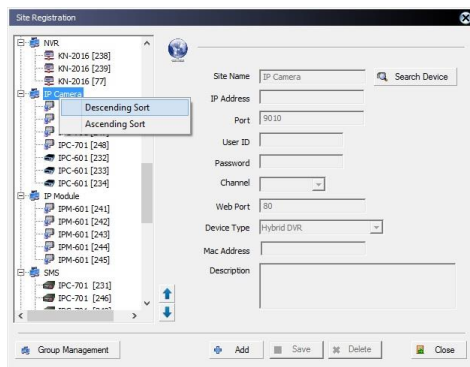 Site Registration
NVR
KN-2016 [238]
KN-2016 [239]
KN-2016 [77]
IP Camera
Descending Sort
Ascending Sort
IPC-701 [248]
IPC-601 [232]
IPC-601 [233]
IPC-601 [234]
IP Module
IPM-601 [241]
IPM-601 [242]
IPM-601 [243]
IPM-601 [244]
IPM-601 [245]
SMS
IPC-701 [231]
IPC-701 [246]
Site Name IP Camera Search Device
IP Address
Port 9010
User ID
Password
Channel
Web Port 80
Device Type Hybrid DVR
Mac Address
Description
Group Management Add Save Delete Close